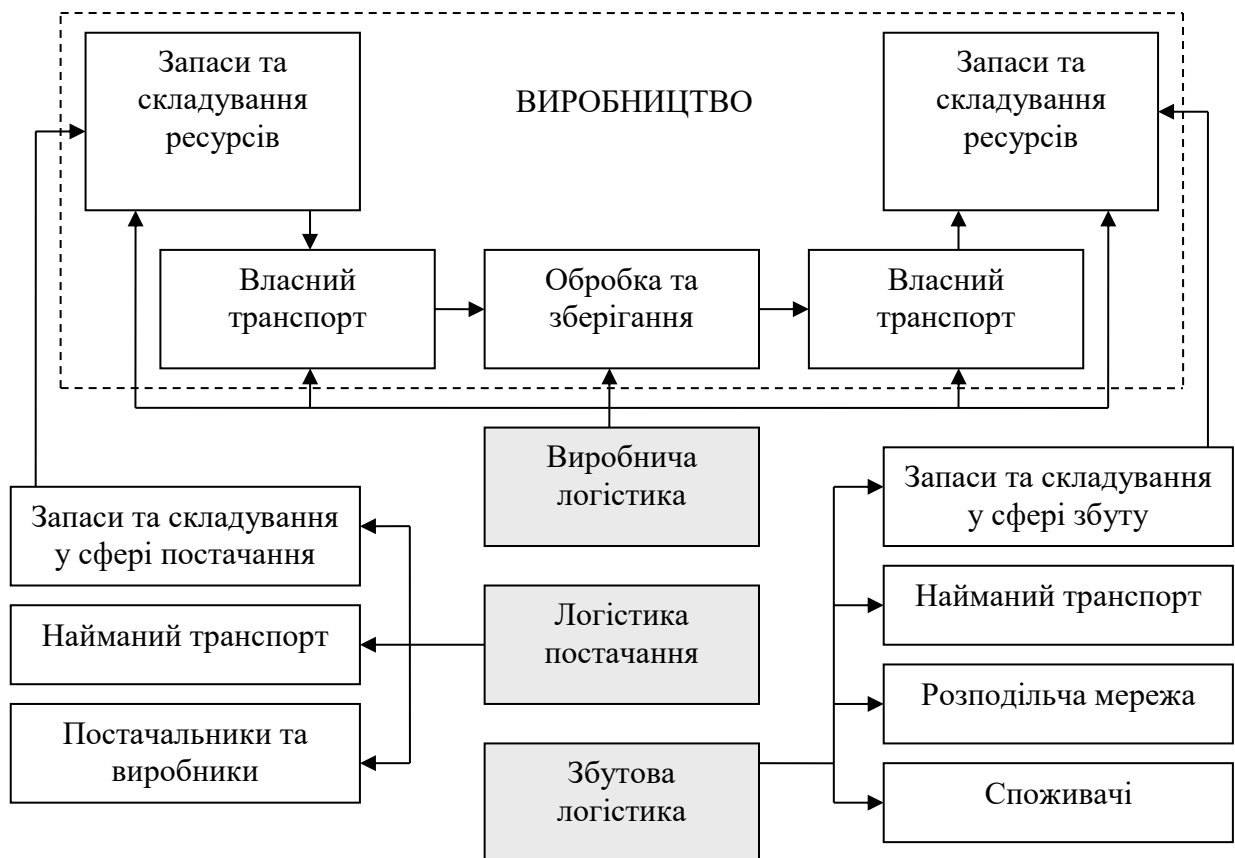 Запаси та
складування
ресурсів
ВИРОБНИЦТВО
Запаси та
складування
ресурсів
Власний
транспорт
Обробка та
зберігання
Власний
транспорт
Виробнича
логістика
Запаси та складування
у сфері постачання
Запаси та складування
у сфері збуту
Найманий транспорт
Логістика
постачання
Найманий транспорт
Постачальники та
виробники
Розподільча мережа
Збутова
логістика
Споживачі